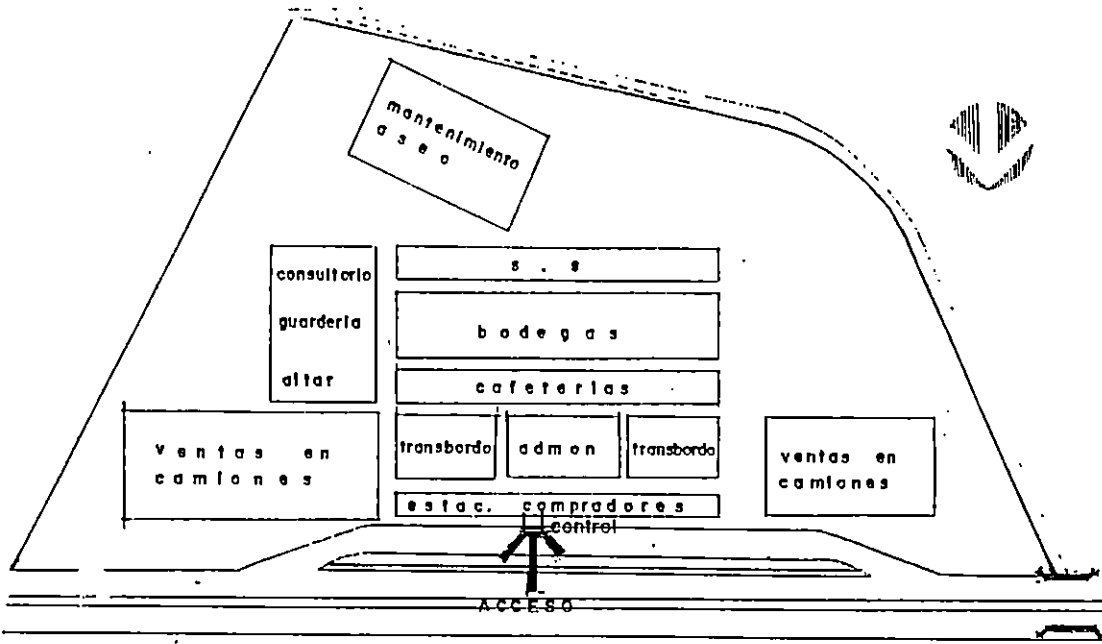 mantenimiento
aseo
s . s
consultorio
guardería
altar
bodegas
cafeterias
ventas en
camiones
transbordo
admon
transbordo
ventas en
camiones
estac. compradores
control
ACCESO